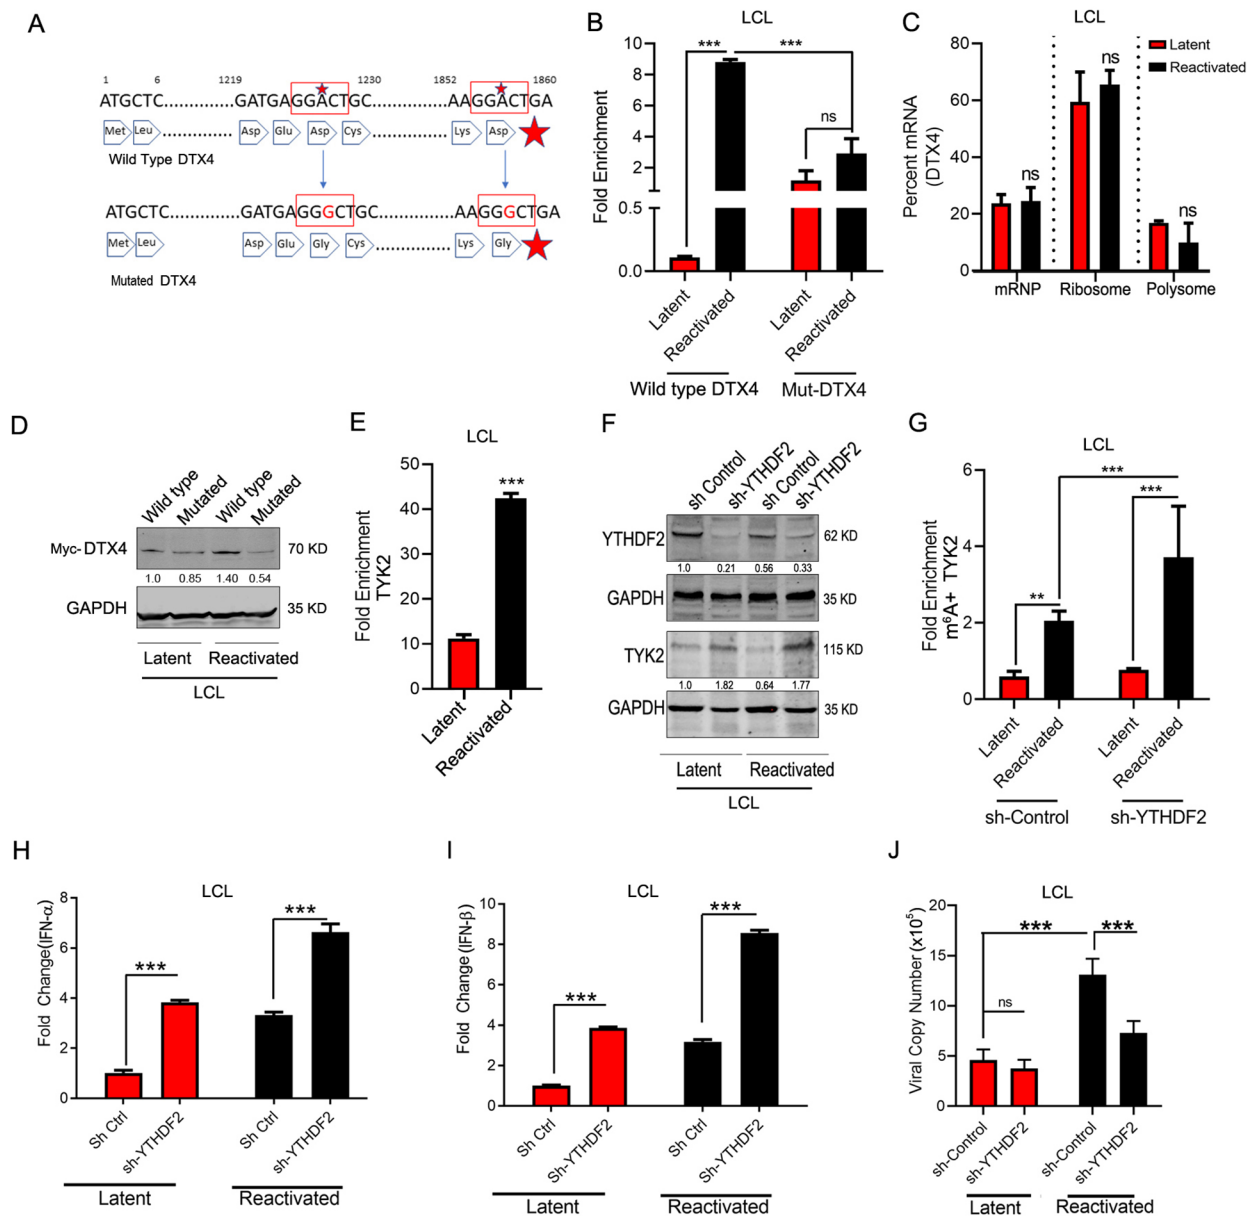 A
1 6 1219 1230 1852 1860
ATGCTC..............GATGAGGACTGC................AAGGACTGA
Met Leu .............. Asp Glu Asp Cys ................ Lys Asp
Wild Type DTX4
ATGCTC..............GATGAGGGCTGC................AAGGGCTGA
Met Leu Asp Glu Gly Cys ................ Lys Gly
Mutated DTX4
B
LCL
Fold Enrichment
10
8
6
4
2
0.5
0.0
***
***
ns
Latent
Reactivated
Latent
Reactivated
Wild type DTX4
Mut-DTX4
C
LCL
Percent mRNA
(DTX4)
80
60
40
20
0
Latent
Reactivated
ns
ns
ns
mRNP
Ribosome
Polysome
D
Wild type
Mutated
Wild type
Mutated
Myc-DTX4
70 KD
1.0 0.85 1.40 0.54
GAPDH
35 KD
Latent Reactivated
LCL
E
LCL
Fold Enrichment
TYK2
50
40
30
20
10
0
***
Latent
Reactivated
F
sh Control
sh-YTHDF2
sh Control
sh-YTHDF2
YTHDF2
62 KD
1.0 0.21 0.56 0.33
GAPDH
35 KD
TYK2
115 KD
1.0 1.82 0.64 1.77
GAPDH
35 KD
Latent Reactivated
LCL
G
LCL
Fold Enrichment
m⁶A+ TYK2
6
4
2
0
**
***
***
Latent
Reactivated
Latent
Reactivated
sh-Control
sh-YTHDF2
H
LCL
Fold Change(IFN-α)
8
6
4
2
0
***
***
Sh Ctrl
sh-YTHDF2
Sh Ctrl
sh-YTHDF2
Latent
Reactivated
I
LCL
Fold Change (IFN-β)
10
8
6
4
2
0
***
***
Sh Ctrl
Sh-YTHDF2
Sh Ctrl
Sh-YTHDF2
Latent
Reactivated
J
LCL
Viral Copy Number (x10⁵)
20
15
10
5
0
***
***
ns
sh-Control
sh-YTHDF2
sh-Control
sh-YTHDF2
Latent
Reactivated